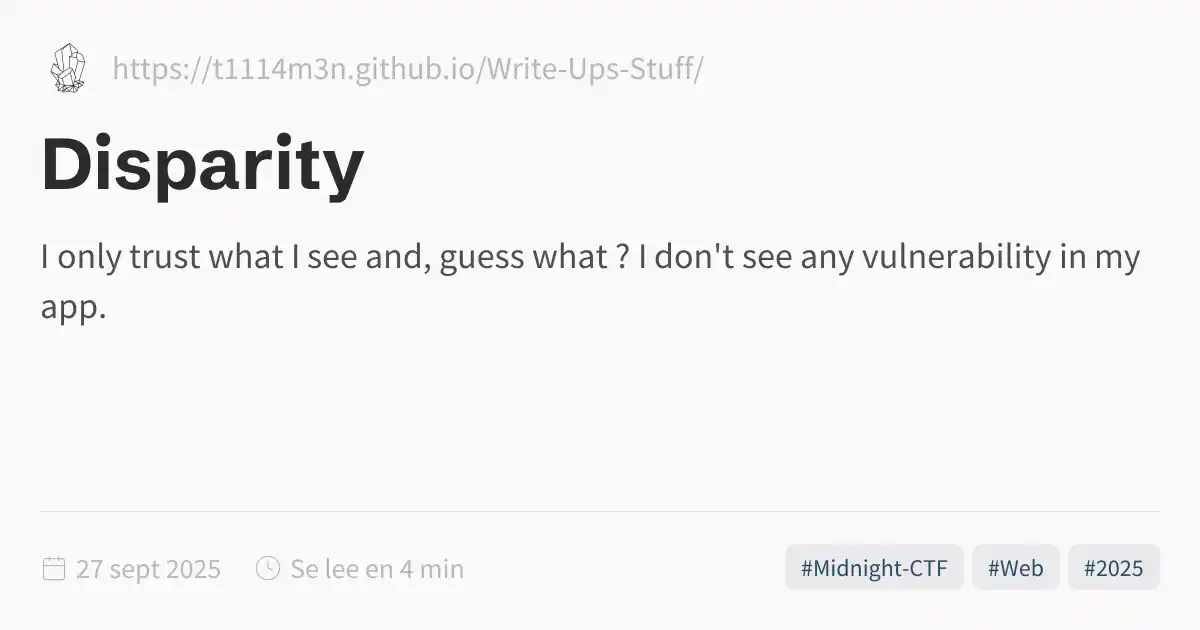 https://t1114m3n.github.io/Write-Ups-Stuff/
Disparity
I only trust what I see and, guess what ? I don't see any vulnerability in my
app.
27 sept 2025
Se lee en 4 min
#Midnight-CTF
#Web
#2025